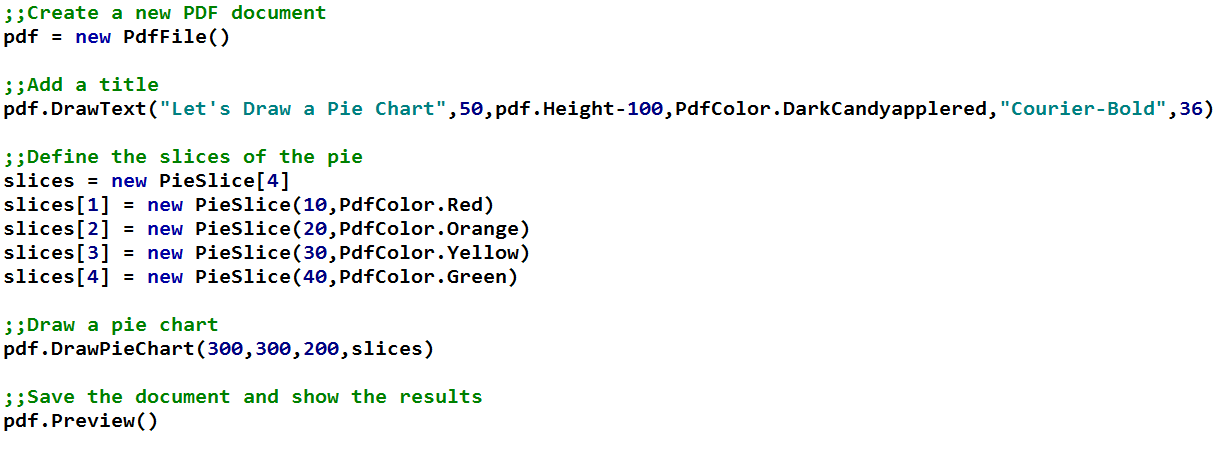 ;;Create a new PDF document
pdf = new PdfFile()
;;Add a title
pdf.DrawText("Let's Draw a Pie Chart",50,pdf.Height-100,PdfColor.DarkCandyapplered,"Courier-Bold",36)
;;Define the slices of the pie
slices = new PieSlice[4]
slices[1] = new PieSlice(10,PdfColor.Red)
slices[2] = new PieSlice(20,PdfColor.Orange)
slices[3] = new PieSlice(30,PdfColor.Yellow)
slices[4] = new PieSlice(40,PdfColor.Green)
;;Draw a pie chart
pdf.DrawPieChart(300,300,200,slices)
;;Save the document and show the results
pdf.Preview()